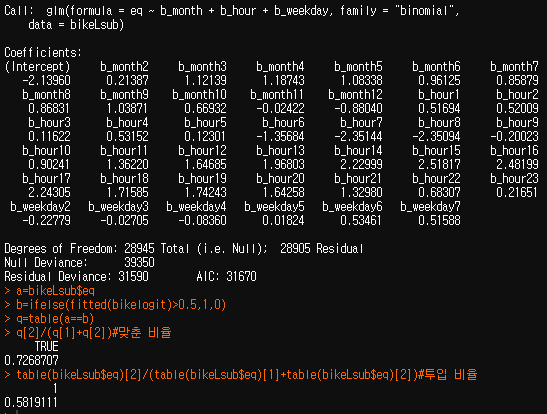 Call:  glm(formula = eq ~ b_month + b_hour + b_weekday, family = "binomial",
    data = bikeLsub)
Coefficients:
(Intercept)     b_month2     b_month3     b_month4     b_month5     b_month6     b_month7
-2.13960      0.21387      1.12139      1.18743      1.08338      0.96125      0.85879
b_month8     b_month9    b_month10    b_month11    b_month12      b_hour1      b_hour2
0.86831      1.03871      0.66932     -0.02422     -0.88040      0.51694      0.52009
b_hour3      b_hour4      b_hour5      b_hour6      b_hour7      b_hour8      b_hour9
0.11622      0.53152      0.12301     -1.35684     -2.35144     -2.35094     -0.20023
b_hour10     b_hour11     b_hour12     b_hour13     b_hour14     b_hour15     b_hour16
0.90241      1.36220      1.64685      1.96803      2.22999      2.51817      2.48199
b_hour17     b_hour18     b_hour19     b_hour20     b_hour21     b_hour22     b_hour23
2.24305      1.71585      1.74243      1.64258      1.32980      0.68307      0.21651
b_weekday2   b_weekday3   b_weekday4   b_weekday5   b_weekday6   b_weekday7
-0.22779     -0.02705     -0.08360      0.01824      0.53461      0.51588
Degrees of Freedom: 28945 Total (i.e. Null);  28905 Residual
Null Deviance:      39350
Residual Deviance: 31590        AIC: 31670
> a=bikeLsub$eq
> b=ifelse(fitted(bikelogit)>0.5,1,0)
> q=table(a==b)
> q[2]/(q[1]+q[2])#맞춘 비율
TRUE
0.7268707
> table(bikeLsub$eq)[2]/(table(bikeLsub$eq)[1]+table(bikeLsub$eq)[2])#투입 비율
1
0.5819111